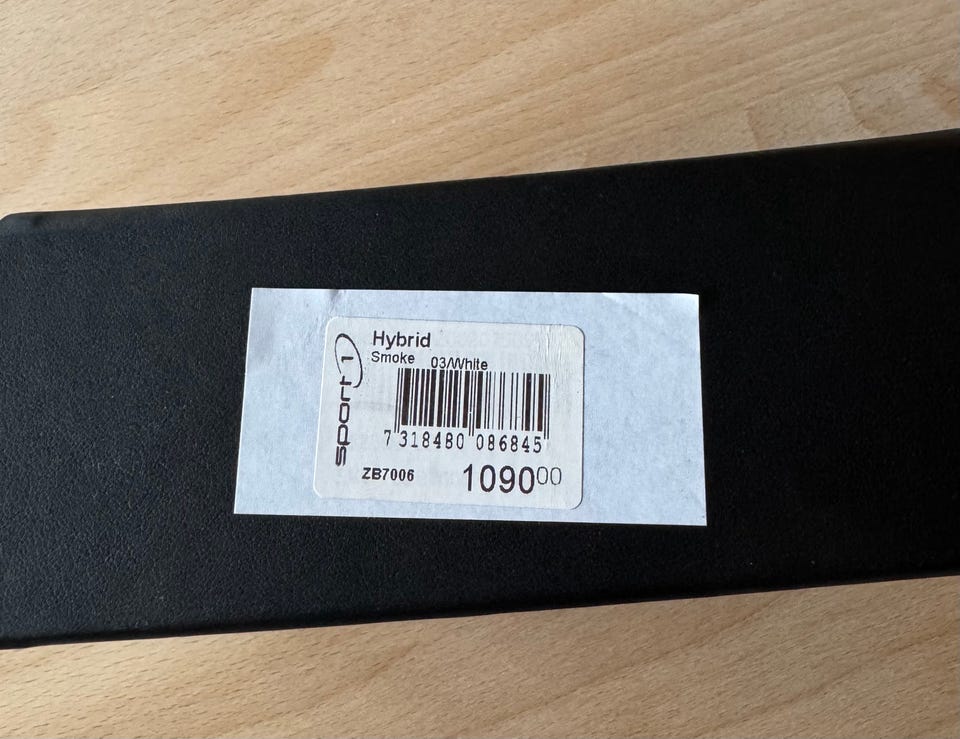 sport 1
Hybrid
Smoke 03/White
7 318480 086845
ZB7006 1090 00